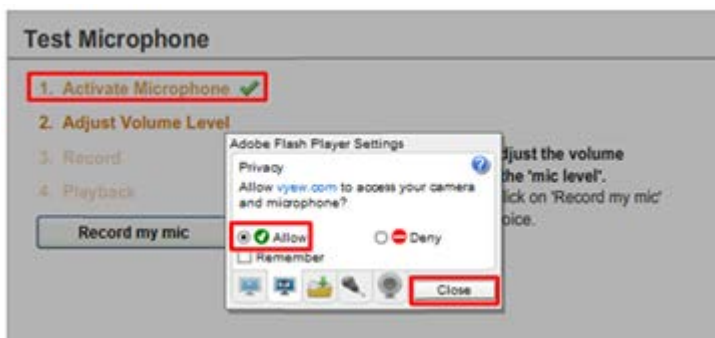 Test Microphone
1. Activate Microphone
2. Adjust Volume Level
3. Record
4. Playback
Record my mic
Adobe Flash Player Settings
Privacy
Allow vyew.com to access your camera
and microphone?
Allow
Deny
Remember
Close
djust the volume
the 'mic level'.
lick on 'Record my mic'
oice.